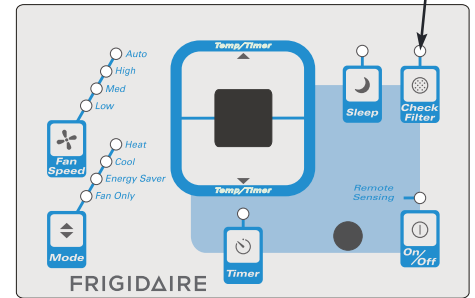 Temp/Timer
Auto
High
Med
Low
Fan
Speed
Heat
Cool
Energy Saver
Fan Only
Mode
Temp/Timer
Sleep
Check
Filter
Remote
Sensing
On/Off
Timer
FRIGIDAIRE